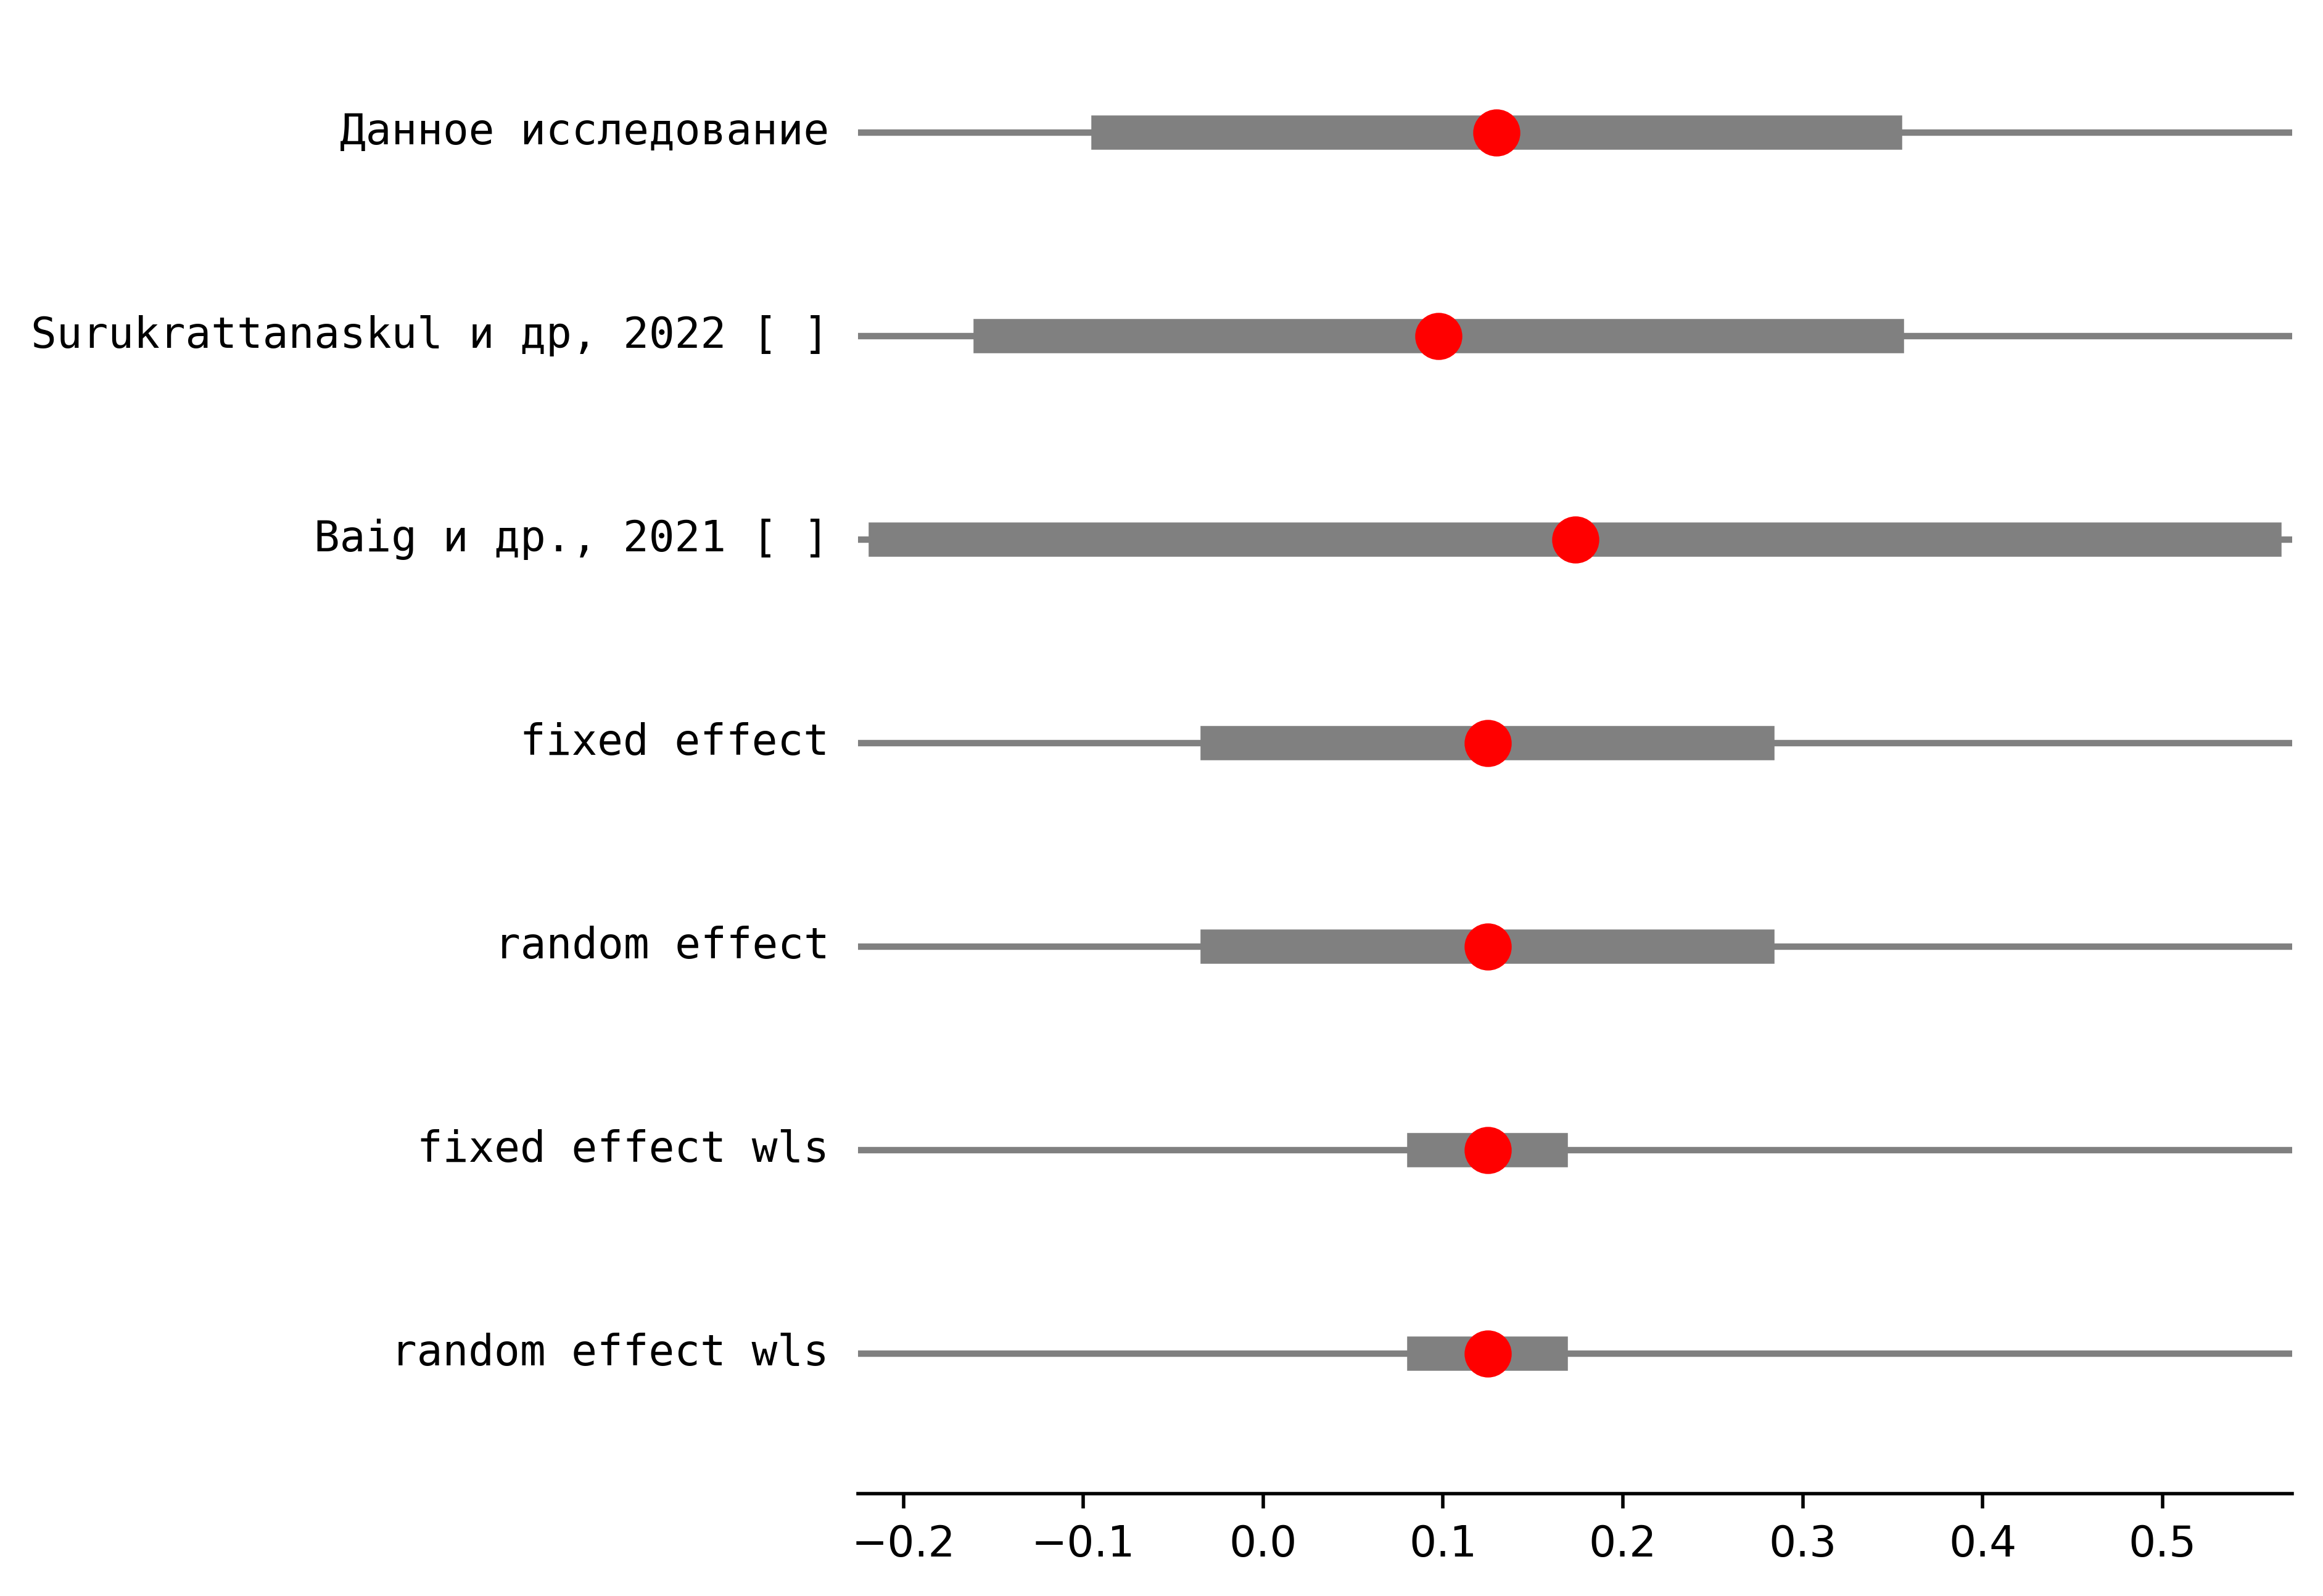 Данное исследование
Surukrattanaskul и др, 2022 [ ]
Baig и др., 2021 [ ]
fixed effect
random effect
fixed effect wls
random effect wls
−0.2 −0.1 0.0 0.1 0.2 0.3 0.4 0.5